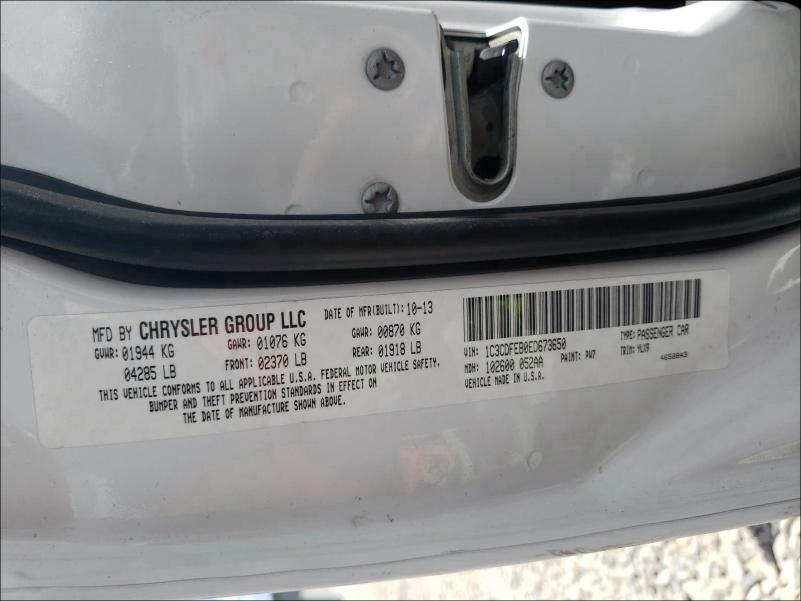 MFD BY CHRYSLER GROUP LLC DATE OF MFR(BUILT): 10-13
GVWR: 01944 KG GAWR: 01076 KG GAWR: 00870 KG
04285 LB FRONT: 02370 LB REAR: 01918 LB
THIS VEHICLE CONFORMS TO ALL APPLICABLE U.S.A. FEDERAL MOTOR VEHICLE SAFETY,
BUMPER AND THEFT PREVENTION STANDARDS IN EFFECT ON
THE DATE OF MANUFACTURE SHOWN ABOVE.
VIN: 1C3CDFEB0ED673650 TYPE: PASSENGER CAR
MDH: 102600 052AA PAINT: PW7 TRIM: YLX9
VEHICLE MADE IN U.S.A. 4658043